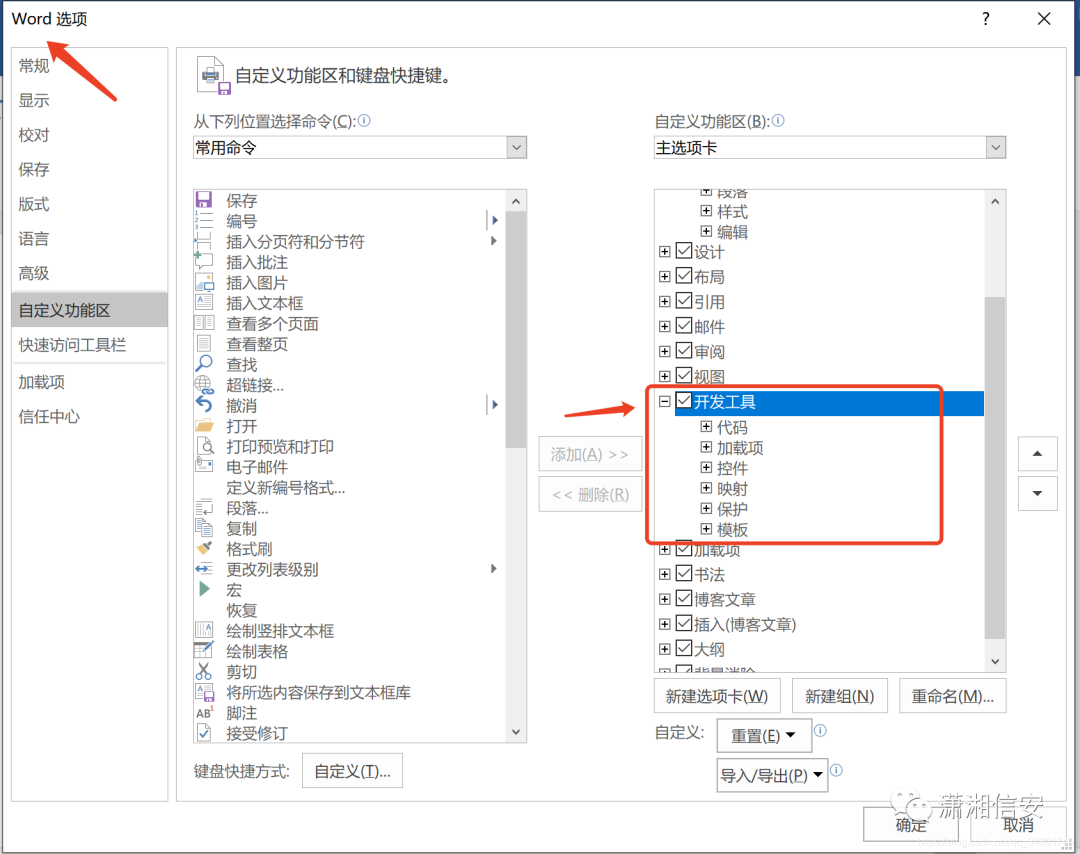 Word 选项
?
常规
显示
校对
保存
版式
语言
高级
自定义功能区
快速访问工具栏
加载项
信任中心
自定义功能区和键盘快捷键。
从下列位置选择命令(C):
常用命令
保存
编号
插入分页符和分节符
插入批注
插入图片
插入文本框
查看多个页面
查看整页
查找
超链接...
撤消
打开
打印预览和打印
电子邮件
定义新编号格式...
段落...
复制
格式刷
更改列表级别
宏
恢复
绘制竖排文本框
绘制表格
剪切
将所选内容保存到文本框库
脚注
接受修订
键盘快捷方式: 自定义(T)...
添加(A) >>
<< 删除(R)
自定义功能区(B):
主选项卡
段落
样式
编辑
设计
布局
引用
邮件
审阅
视图
开发工具
代码
加载项
控件
映射
保护
模板
加载项
书法
博客文章
插入(博客文章)
大纲
背景消除
新建选项卡(W) 新建组(N) 重命名(M)...
自定义: 重置(E)
导入/导出(P)
潇湘信安
确定 取消